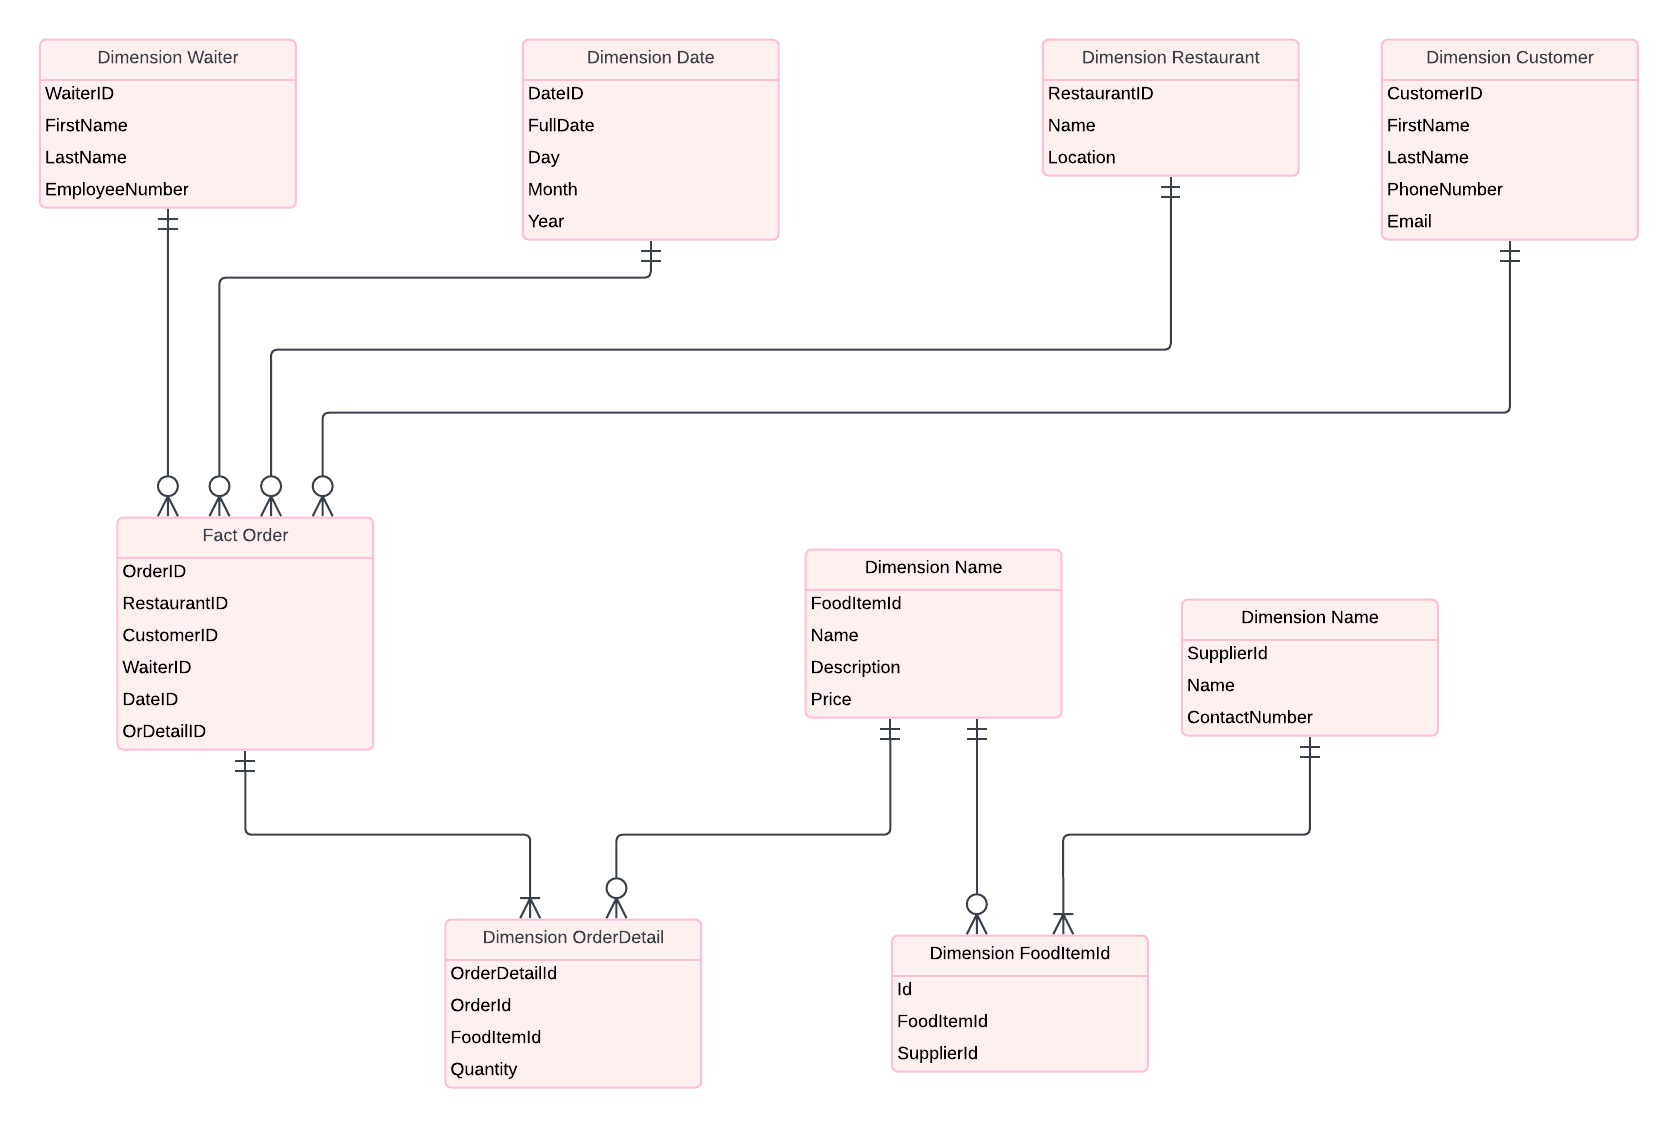 Dimension Waiter
WaiterID
FirstName
LastName
EmployeeNumber
Dimension Date
DateID
FullDate
Day
Month
Year
Dimension Restaurant
RestaurantID
Name
Location
Dimension Customer
CustomerID
FirstName
LastName
PhoneNumber
Email
Fact Order
OrderID
RestaurantID
CustomerID
WaiterID
DateID
OrDetailID
Dimension Name
FoodItemId
Name
Description
Price
Dimension Name
SupplierId
Name
ContactNumber
Dimension OrderDetail
OrderDetailId
OrderId
FoodItemId
Quantity
Dimension FoodItemId
Id
FoodItemId
SupplierId